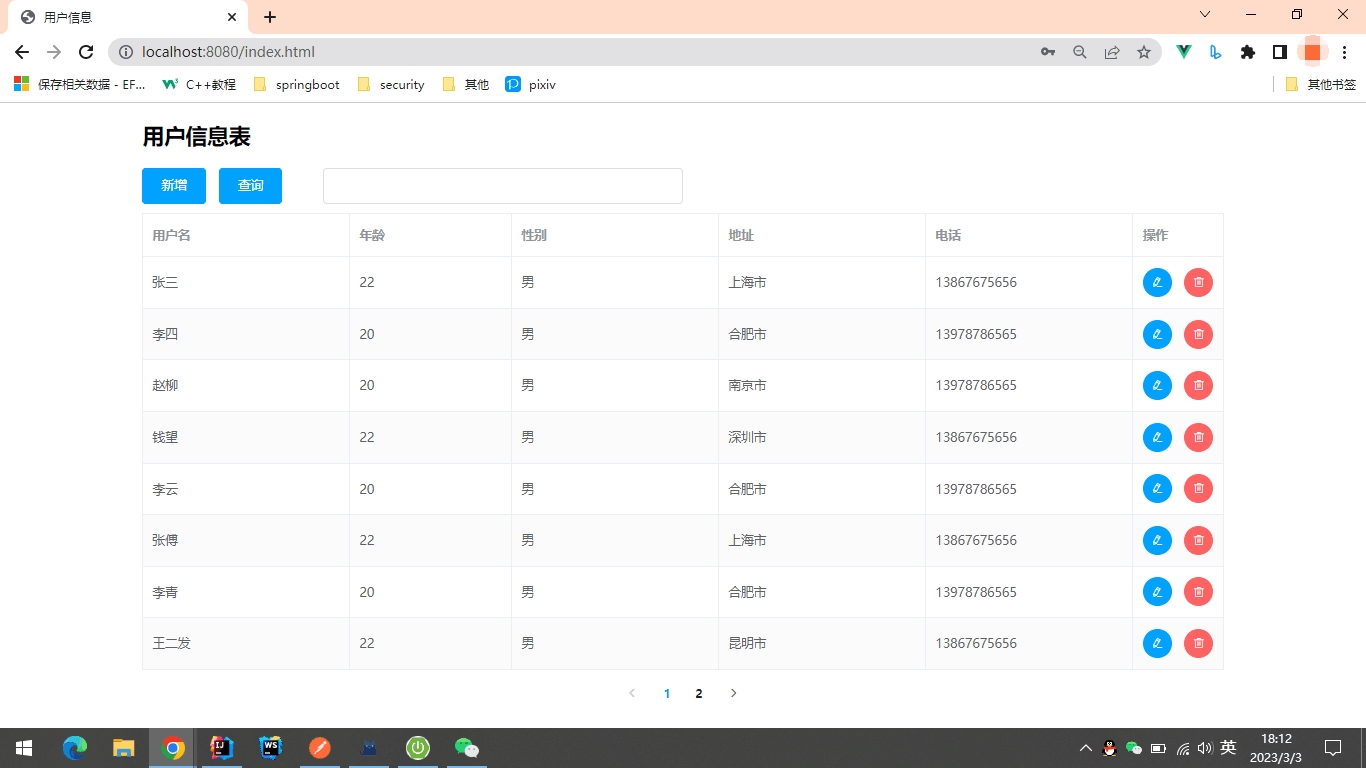 用户信息
localhost:8080/index.html
保存相关数据 - EF... C++教程 springboot security 其他 pixiv 其他书签
用户信息表
新增 查询
用户名 年龄 性别 地址 电话 操作
张三 22 男 上海市 13867675656
李四 20 男 合肥市 13978786565
赵柳 20 男 南京市 13978786565
钱望 22 男 深圳市 13867675656
李云 20 男 合肥市 13978786565
张傅 22 男 上海市 13867675656
李青 20 男 合肥市 13978786565
王二发 22 男 昆明市 13867675656
1 2
英 18:12
2023/3/3